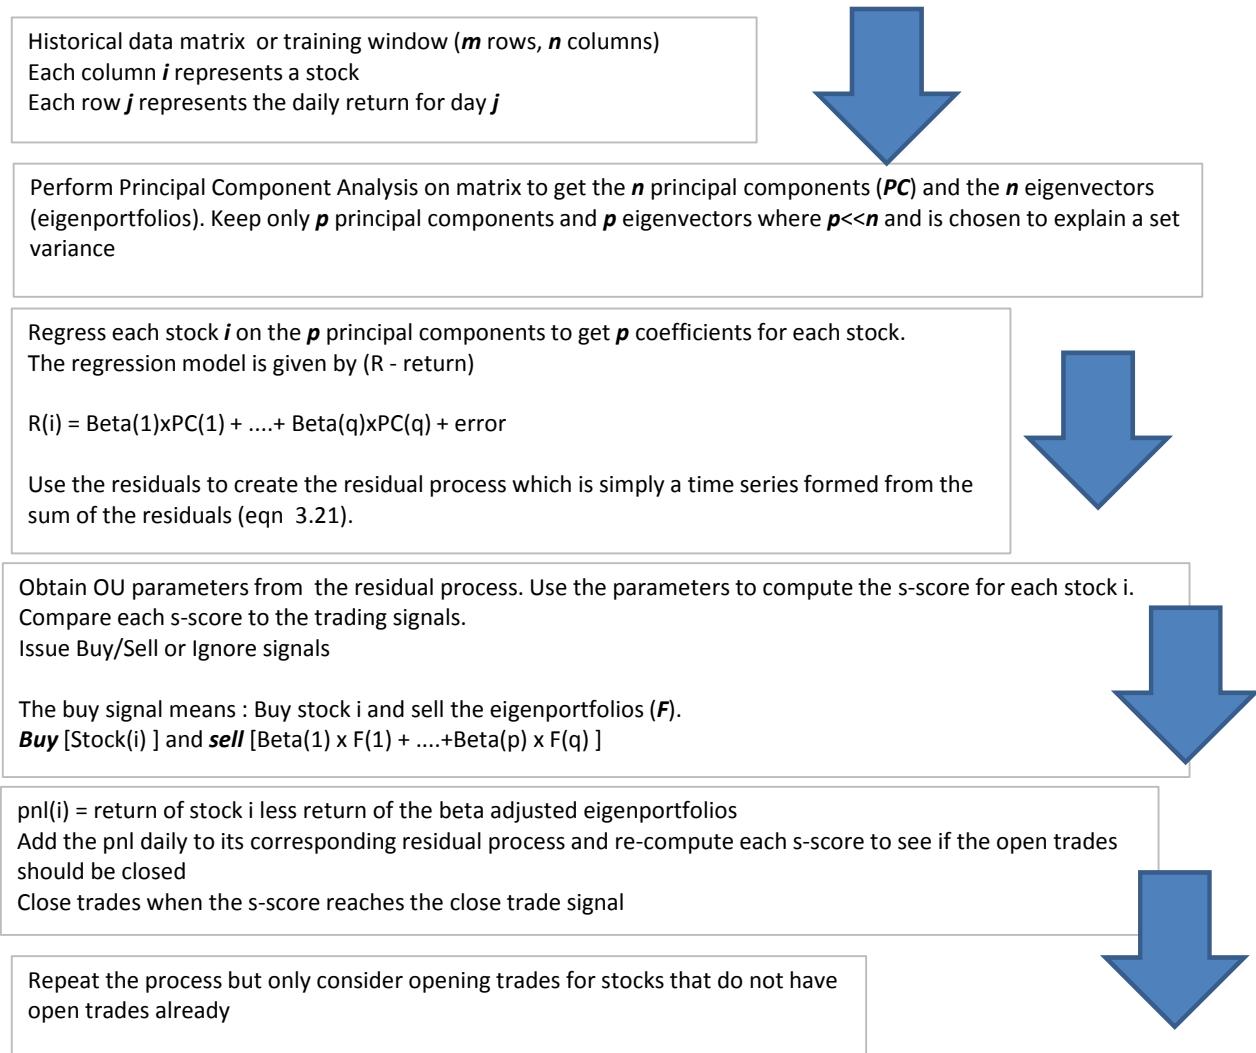 Historical data matrix or training window (m rows, n columns)
Each column i represents a stock
Each row j represents the daily return for day j
Perform Principal Component Analysis on matrix to get the n principal components (PC) and the n eigenvectors
(eigenportfolios). Keep only p principal components and p eigenvectors where p<<n and is chosen to explain a set
variance
Regress each stock i on the p principal components to get p coefficients for each stock.
The regression model is given by (R - return)
R(i) = Beta(1)xPC(1) + ....+ Beta(q)xPC(q) + error
Use the residuals to create the residual process which is simply a time series formed from the
sum of the residuals (eqn 3.21).
Obtain OU parameters from the residual process. Use the parameters to compute the s-score for each stock i.
Compare each s-score to the trading signals.
Issue Buy/Sell or Ignore signals
The buy signal means : Buy stock i and sell the eigenportfolios (F).
Buy [Stock(i) ] and sell [Beta(1) x F(1) + ....+Beta(p) x F(q) ]
pnl(i) = return of stock i less return of the beta adjusted eigenportfolios
Add the pnl daily to its corresponding residual process and re-compute each s-score to see if the open trades
should be closed
Close trades when the s-score reaches the close trade signal
Repeat the process but only consider opening trades for stocks that do not have
open trades already